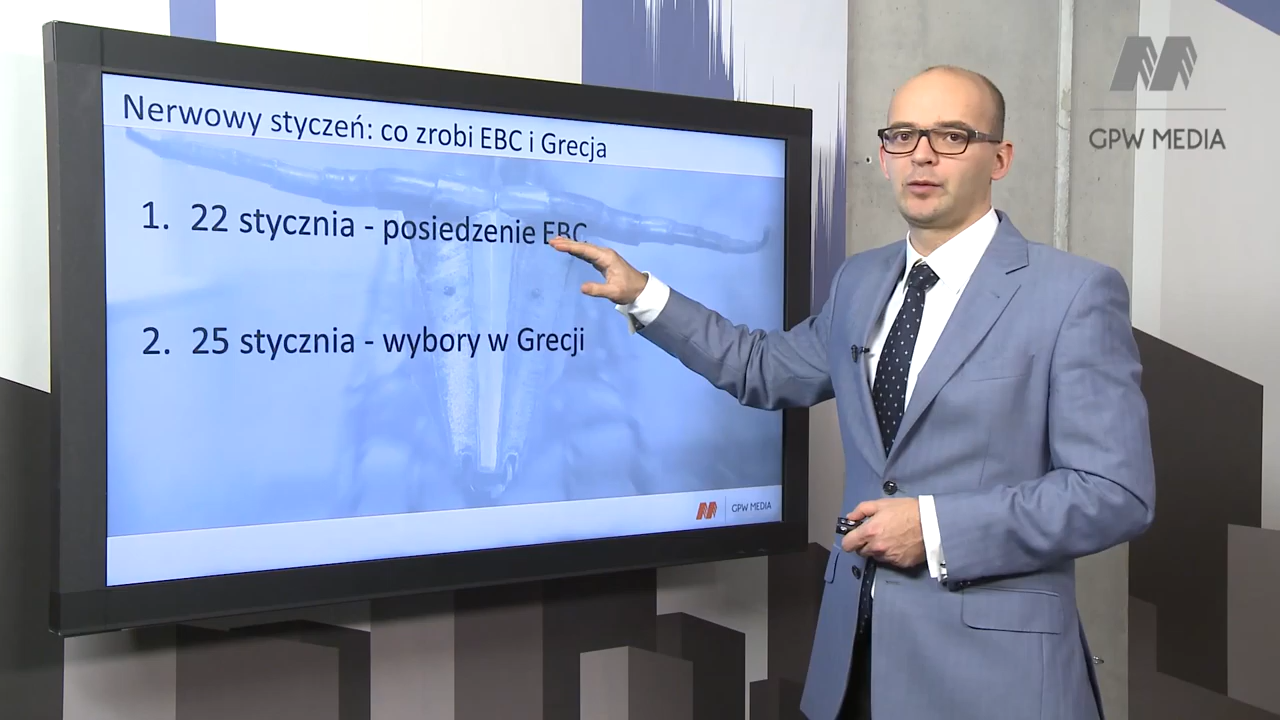 Nerwowy styczeń: co zrobi EBC i Grecja
1. 22 stycznia - posiedzenie EBC
2. 25 stycznia - wybory w Grecji
GPW MEDIA
GPW MEDIA